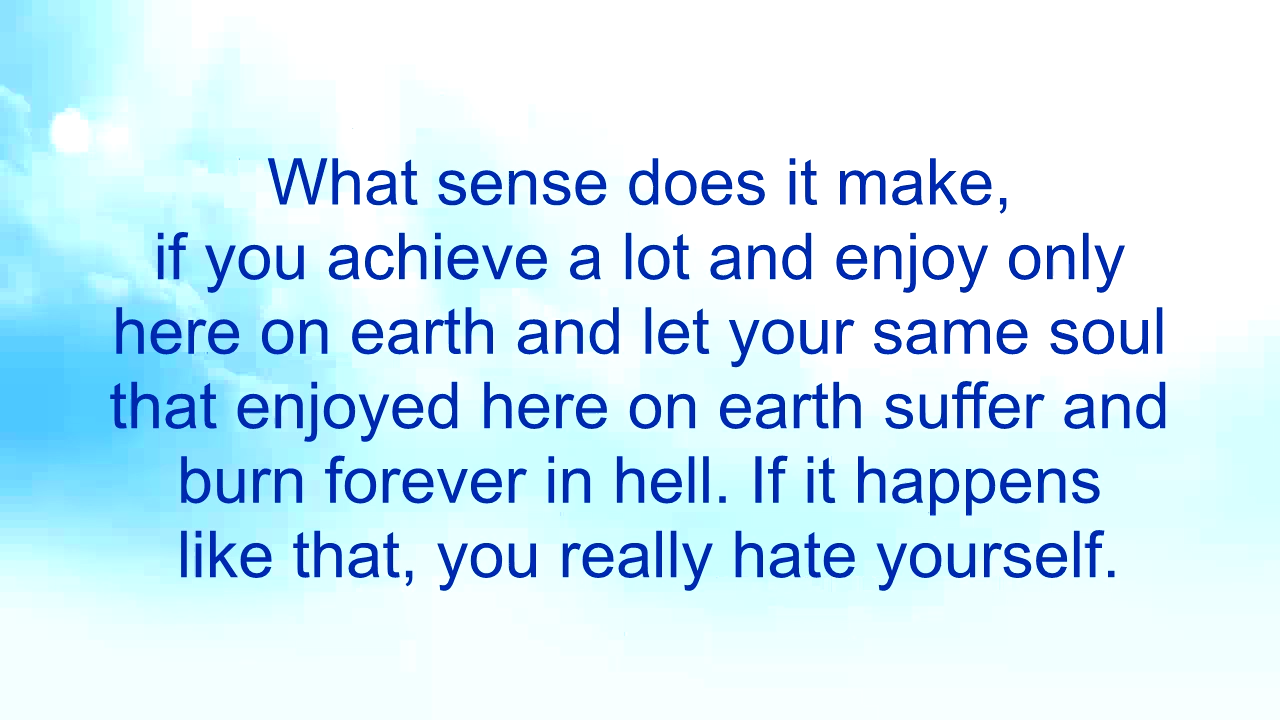 What sense does it make,
if you achieve a lot and enjoy only
here on earth and let your same soul
that enjoyed here on earth suffer and
burn forever in hell. If it happens
like that, you really hate yourself.